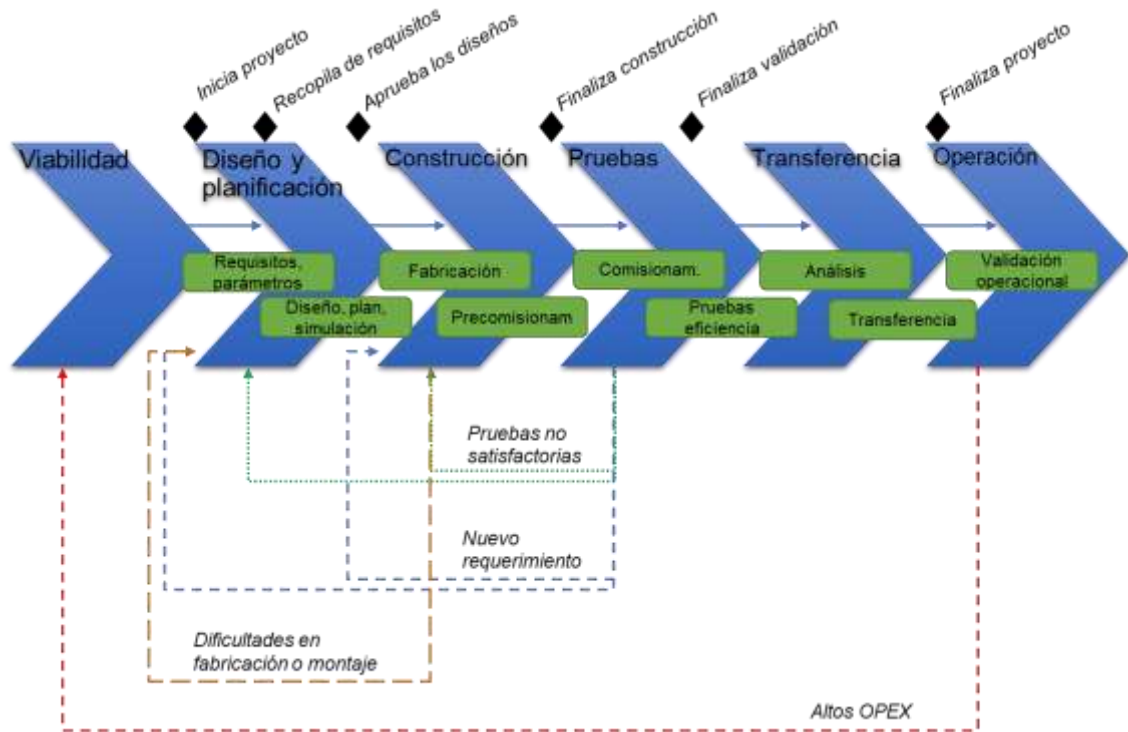 Inicia proyecto
Recopila de requisitos
Aprueba los diseños
Finaliza construcción
Finaliza validación
Finaliza proyecto
Viabilidad
Diseño y
planificación
Construcción
Pruebas
Transferencia
Operación
Requisitos,
parámetros
Fabricación
Comisionam.
Análisis
Validación
operacional
Diseño, plan,
simulación
Precomisionam
Pruebas
eficiencia
Transferencia
Pruebas no
satisfactorias
Nuevo
requerimiento
Dificultades en
fabricación o montaje
Altos OPEX